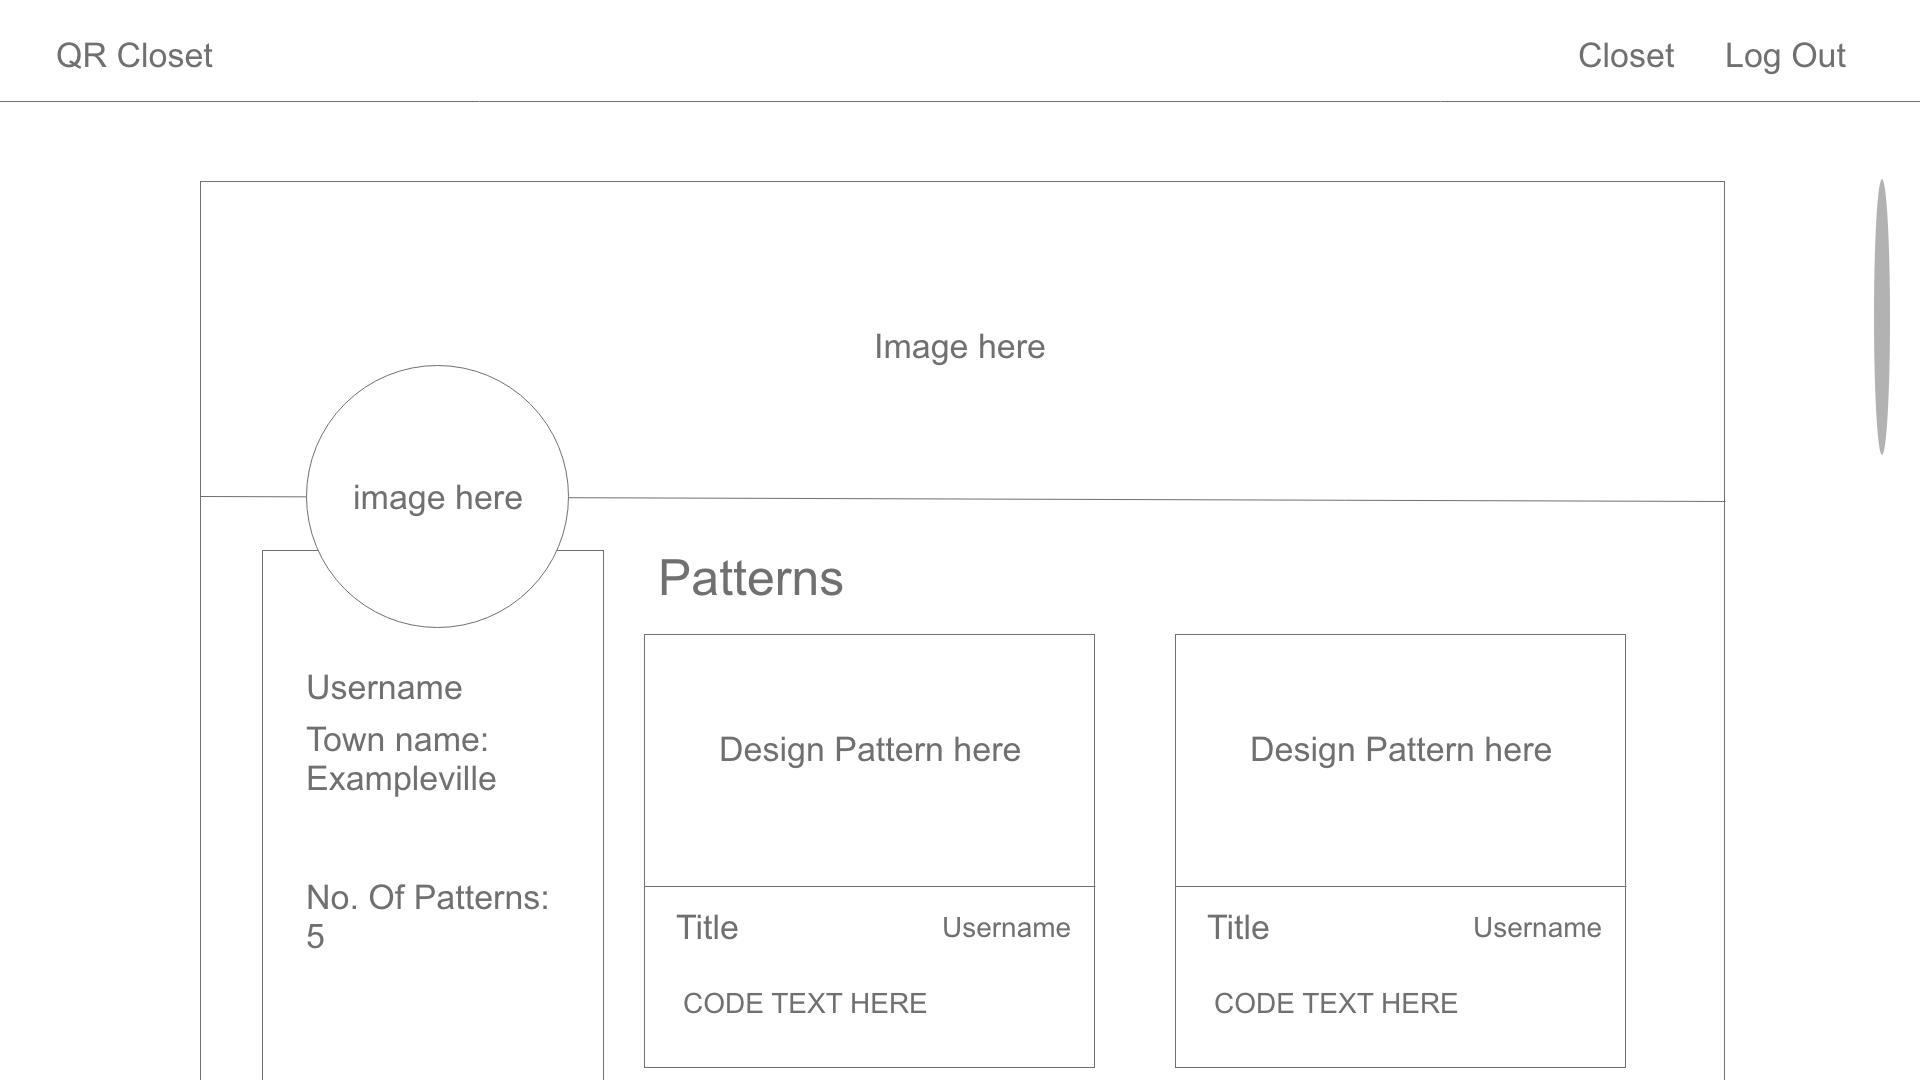 QR Closet
Closet
Log Out
Image here
image here
Username
Town name:
Exampleville
No. Of Patterns:
5
Patterns
Design Pattern here
Title
Username
CODE TEXT HERE
Design Pattern here
Title
Username
CODE TEXT HERE